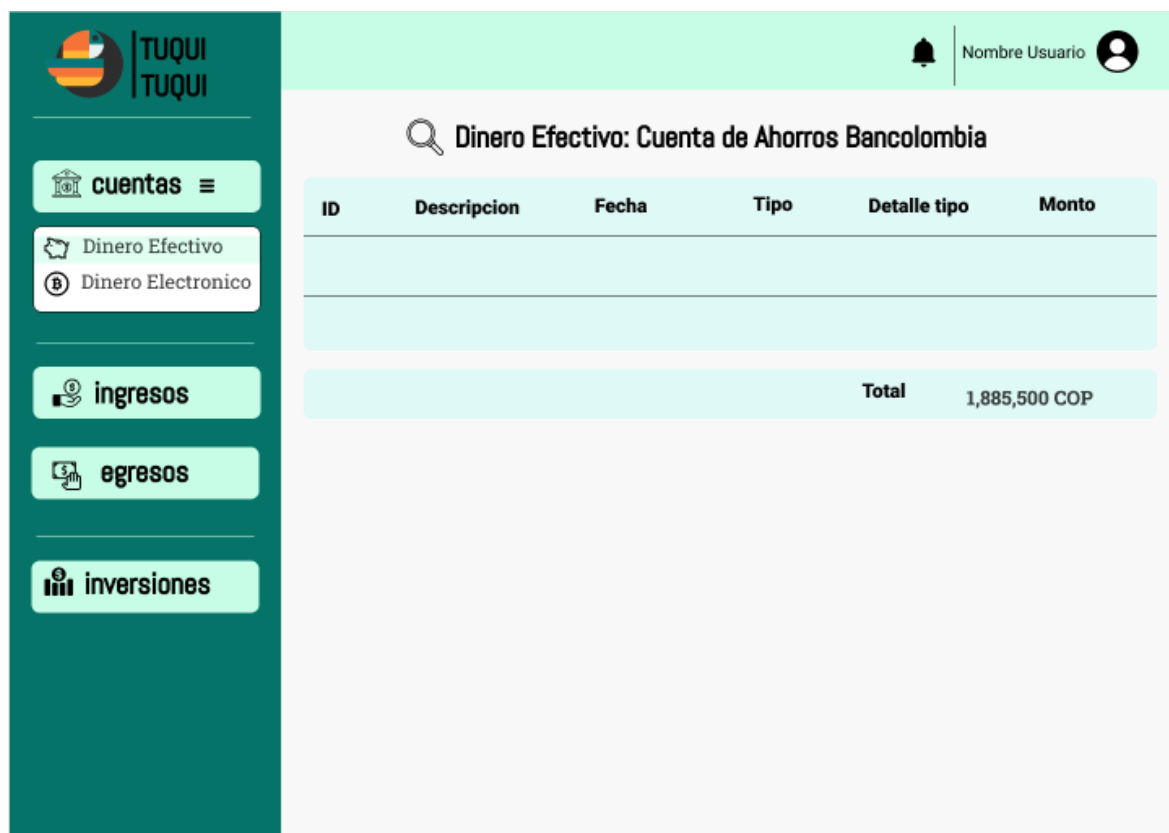 TUQUI
TUQUI
Nombre Usuario
Dinero Efectivo: Cuenta de Ahorros Bancolombia
cuentas
Dinero Efectivo
Dinero Electronico
ingresos
egresos
inversiones
ID Descripcion Fecha Tipo Detalle tipo Monto
Total 1,885,500 COP